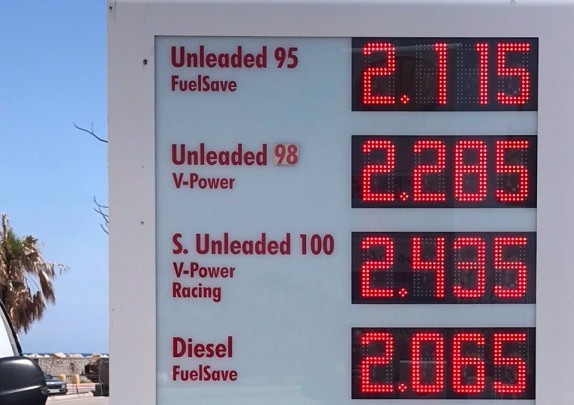 Unleaded 95 2.115
FuelSave
Unleaded 98 2.285
V-Power
S. Unleaded 100 2.435
V-Power
Racing
Diesel 2.065
FuelSave